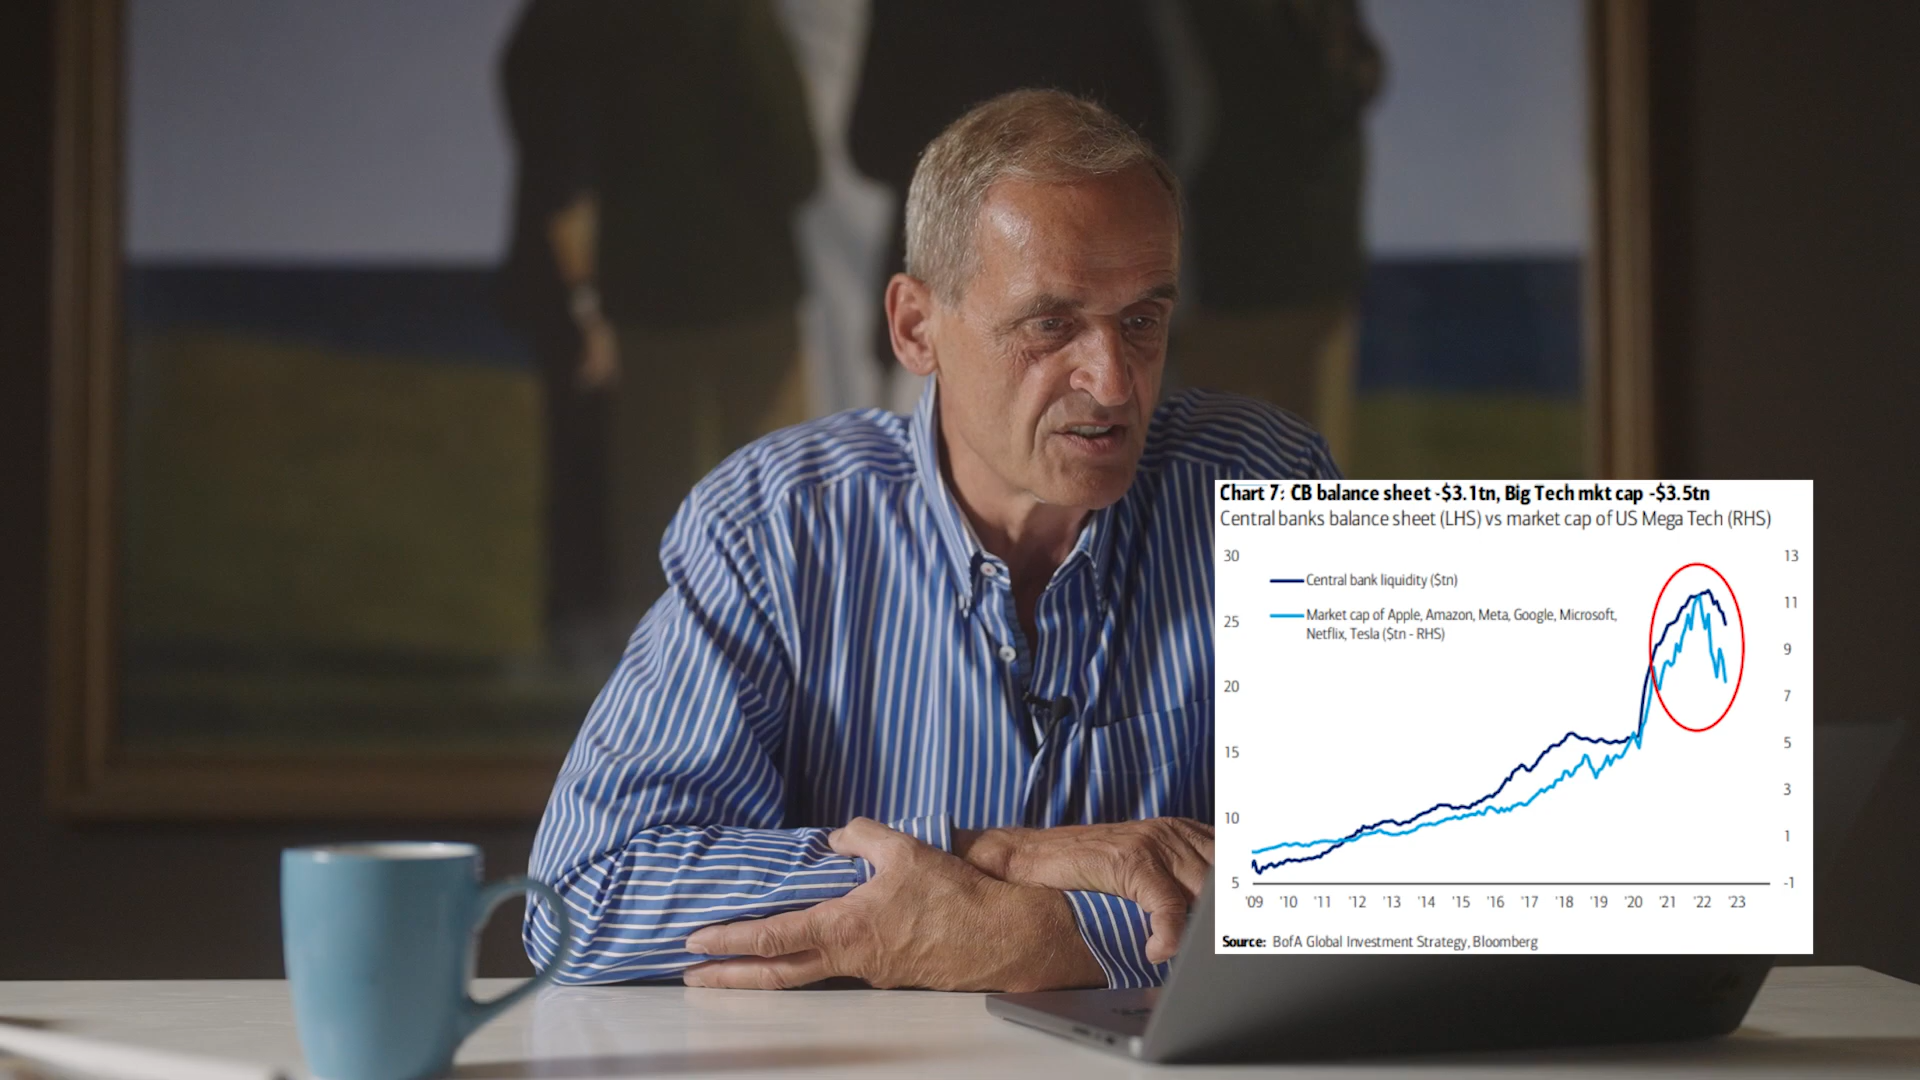 Chart 7: CB balance sheet -$3.1tn, Big Tech mkt cap -$3.5tn
Central banks balance sheet (LHS) vs market cap of US Mega Tech (RHS)
30
13
Central bank liquidity ($tn)
11
Market cap of Apple, Amazon, Meta, Google, Microsoft,
25
Netflix, Tesla ($tn - RHS)
9
20
7
15
5
3
10
1
5
-1
'09 '10 '11 '12 '13 '14 '15 '16 '17 '18 '19 '20 '21 '22 '23
Source: BofA Global Investment Strategy, Bloomberg